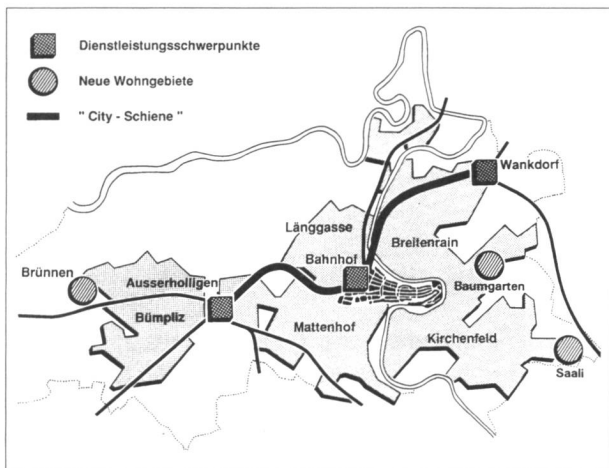 Dienstleistungsschwerpunkte
Neue Wohngebiete
" City - Schiene "
Wankdorf
Länggasse
Bahnhof
Breitenrain
Brünnen
Ausserholligen
Baumgarten
Bümpliz
Mattenhof
Kirchenfeld
Saali